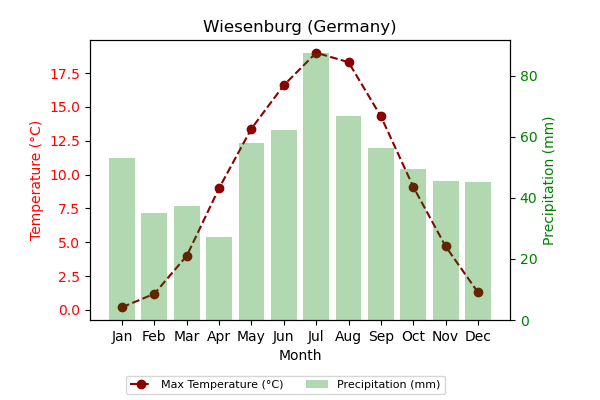 Wiesenburg (Germany)
17.5
15.0
12.5
10.0
7.5
5.0
2.5
0.0
Temperature (°C)
80
60
40
20
0
Precipitation (mm)
Jan Feb Mar Apr May Jun Jul Aug Sep Oct Nov Dec
Month
Max Temperature (°C) Precipitation (mm)